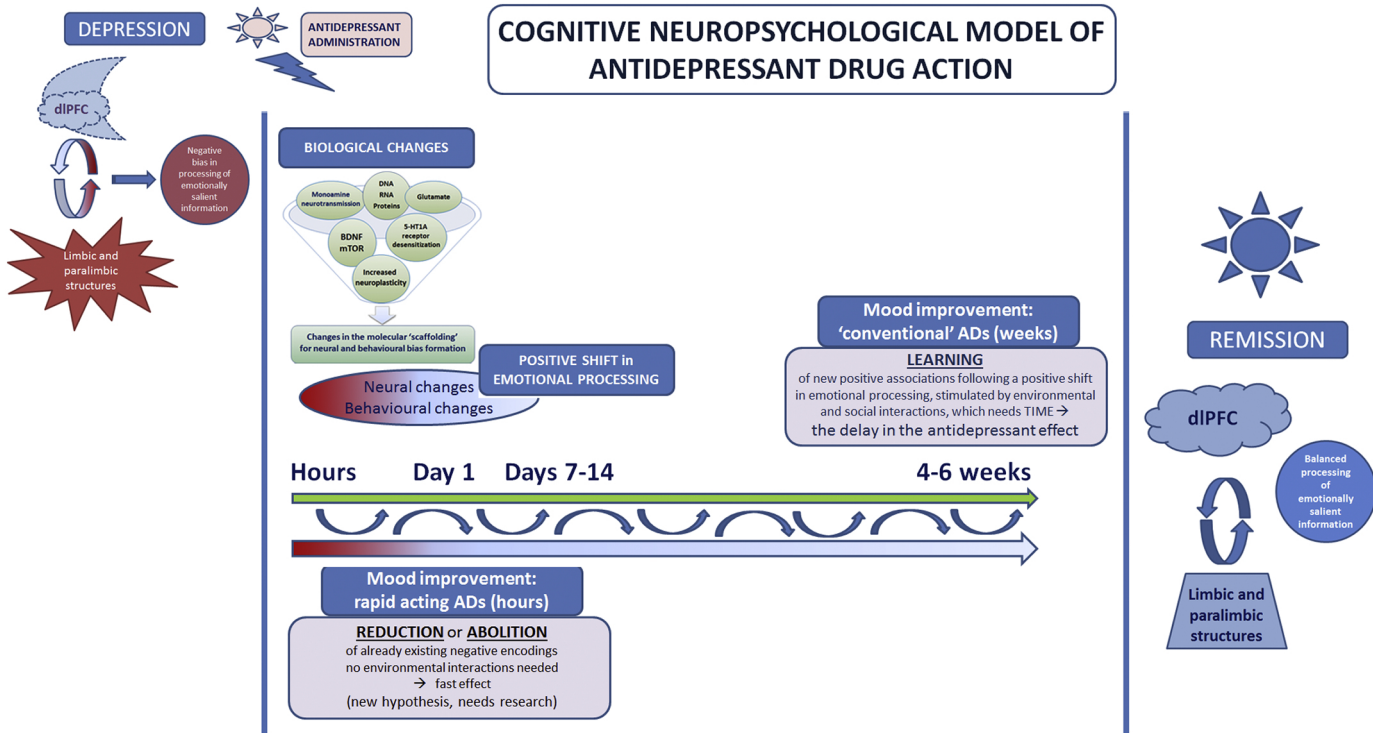 DEPRESSION
ANTIDEPRESSANT
ADMINISTRATION
COGNITIVE NEUROPSYCHOLOGICAL MODEL OF
ANTIDEPRESSANT DRUG ACTION
dlPFC
Negative
bias in
processing of
emotionally
salient
information
Limbic and
paralimbic
structures
BIOLOGICAL CHANGES
Monoamine
neurotransmission
DNA
RNA
Proteins
Glutamate
BDNF
mTOR
5-HT1A
receptor
desensitization
Increased
neuroplasticity
Changes in the molecular 'scaffolding'
for neural and behavioural bias formation
POSITIVE SHIFT in
EMOTIONAL PROCESSING
Neural changes
Behavioural changes
Mood improvement:
'conventional' ADs (weeks)
LEARNING
of new positive associations following a positive shift
in emotional processing, stimulated by environmental
and social interactions, which needs TIME →
the delay in the antidepressant effect
Hours Day 1 Days 7-14 4-6 weeks
Mood improvement:
rapid acting ADs (hours)
REDUCTION or ABOLITION
of already existing negative encodings
no environmental interactions needed
→ fast effect
(new hypothesis, needs research)
REMISSION
dlPFC
Balanced
processing
of
emotionally
salient
information
Limbic and
paralimbic
structures